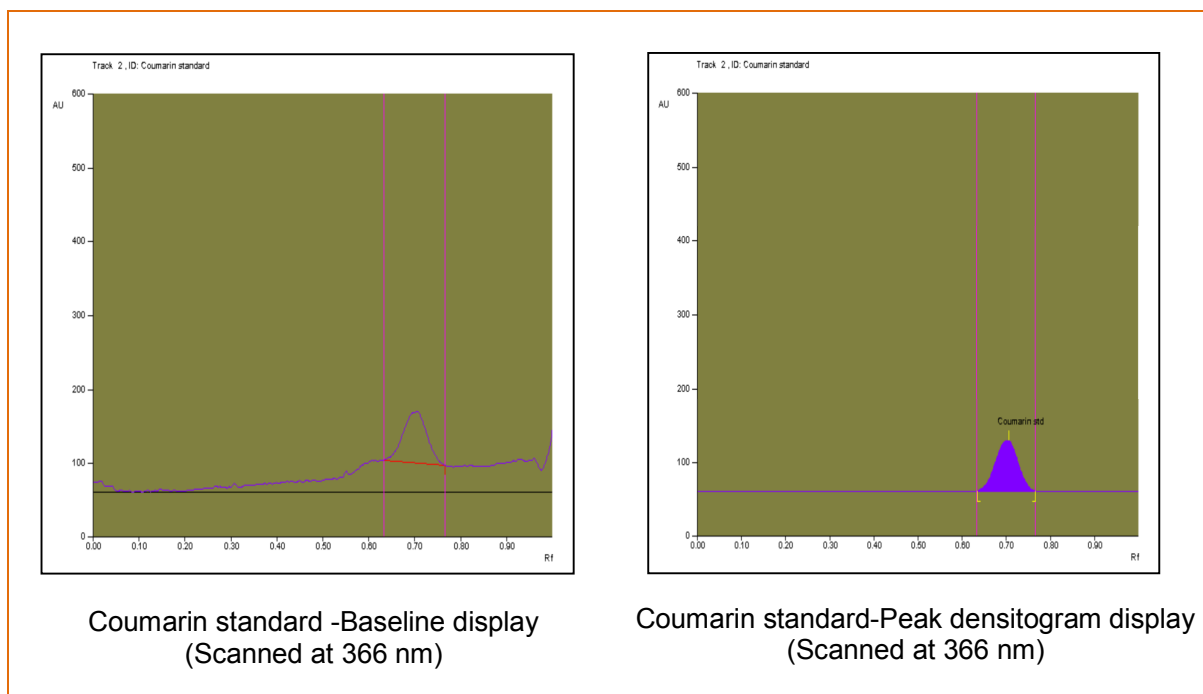 Track 2 , ID: Coumarin standard
AU
600
500
400
300
200
100
0
0.00 0.10 0.20 0.30 0.40 0.50 0.60 0.70 0.80 0.90
Rf
Coumarin standard -Baseline display
(Scanned at 366 nm)
Track 2 , ID: Coumarin standard
AU
600
500
400
300
200
100
0
Coumarin std
0.00 0.10 0.20 0.30 0.40 0.50 0.60 0.70 0.80 0.90
Rf
Coumarin standard-Peak densitogram display
(Scanned at 366 nm)